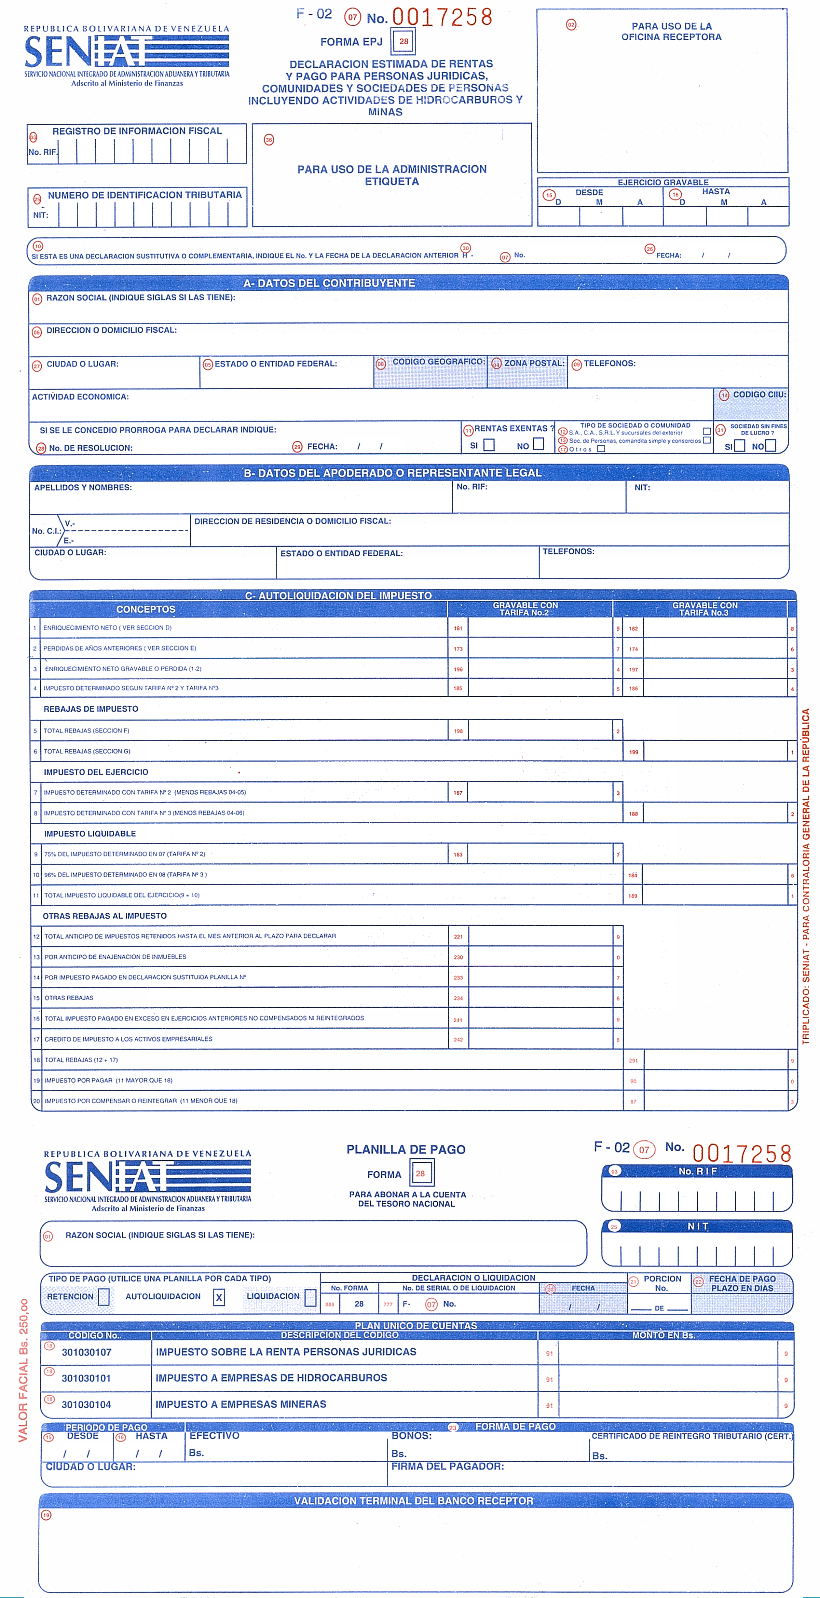 F - 02 07 No. 0017258
REPUBLICA BOLIVARIANA DE VENEZUELA
SENIAT
SERVICIO NACIONAL INTEGRADO DE ADMINISTRACION ADUANERA Y TRIBUTARIA
Adscrito al Ministerio de Finanzas
FORMA EPJ 28
DECLARACION ESTIMADA DE RENTAS
Y PAGO PARA PERSONAS JURIDICAS,
COMUNIDADES Y SOCIEDADES DE PERSONAS
INCLUYENDO ACTIVIDADES DE HIDROCARBUROS Y
MINAS
02 PARA USO DE LA
OFICINA RECEPTORA
REGISTRO DE INFORMACION FISCAL
No. RIF.
36
PARA USO DE LA ADMINISTRACION
ETIQUETA
25 NUMERO DE IDENTIFICACION TRIBUTARIA
NIT:
EJERCICIO GRAVABLE
15 DESDE 16 HASTA
D M A D M A
SI ESTA ES UNA DECLARACION SUSTITUTIVA O COMPLEMENTARIA, INDIQUE EL No. Y LA FECHA DE LA DECLARACION ANTERIOR H - 07 No. FECHA: / /
A- DATOS DEL CONTRIBUYENTE
01 RAZON SOCIAL (INDIQUE SIGLAS SI LAS TIENE):
DIRECCION O DOMICILIO FISCAL:
27 CIUDAD O LUGAR: ESTADO O ENTIDAD FEDERAL: CODIGO GEOGRAFICO: ZONA POSTAL: TELEFONOS:
ACTIVIDAD ECONOMICA: 14 CODIGO CIIU:
SI SE LE CONCEDIO PRORROGA PARA DECLARAR INDIQUE:
28 No. DE RESOLUCION: 29 FECHA: / /
11 RENTAS EXENTAS ?
SI NO
TIPO DE SOCIEDAD O COMUNIDAD
S.A., C.A., S.R.L. Y sucursales del exterior
Soc. de Personas, comandita simple y consorcios
Otros
31 SOCIEDAD SIN FINES
DE LUCRO ?
SI NO
B- DATOS DEL APODERADO O REPRESENTANTE LEGAL
APELLIDOS Y NOMBRES: No. RIF: NIT:
No. C.I.: V.-
E.-
DIRECCION DE RESIDENCIA O DOMICILIO FISCAL:
CIUDAD O LUGAR: ESTADO O ENTIDAD FEDERAL: TELEFONOS:
C- AUTOLIQUIDACION DEL IMPUESTO
CONCEPTOS GRAVABLE CON
TARIFA No.2 GRAVABLE CON
TARIFA No.3
1 ENRIQUECIMIENTO NETO ( VER SECCION D) 181 9 182 8
2 PERDIDAS DE AÑOS ANTERIORES ( VER SECCION E) 173 7 174 6
3 ENRIQUECIMIENTO NETO GRAVABLE O PERDIDA (1-2) 196 4 197 3
4 IMPUESTO DETERMINADO SEGUN TARIFA Nº 2 Y TARIFA Nº3 185 5 186 4
REBAJAS DE IMPUESTO
5 TOTAL REBAJAS (SECCION F) 198 2
6 TOTAL REBAJAS (SECCION G) 199 1
IMPUESTO DEL EJERCICIO
7 IMPUESTO DETERMINADO CON TARIFA Nº 2 (MENOS REBAJAS 04-05) 187 3
8 IMPUESTO DETERMINADO CON TARIFA Nº 3 (MENOS REBAJAS 04-06) 188 2
IMPUESTO LIQUIDABLE
9 75% DEL IMPUESTO DETERMINADO EN 07 (TARIFA Nº 2) 183 7
10 96% DEL IMPUESTO DETERMINADO EN 08 (TARIFA Nº 3 ) 184 6
11 TOTAL IMPUESTO LIQUIDABLE DEL EJERCICIO(9 + 10) 189 1
OTRAS REBAJAS AL IMPUESTO
12 TOTAL ANTICIPO DE IMPUESTOS RETENIDOS HASTA EL MES ANTERIOR AL PLAZO PARA DECLARAR 221 9
13 POR ANTICIPO DE ENAJENACION DE INMUEBLES 230 0
14 POR IMPUESTO PAGADO EN DECLARACION SUSTITUIDA PLANILLA Nº 233 7
15 OTRAS REBAJAS 234 6
16 TOTAL IMPUESTO PAGADO EN EXCESO EN EJERCICIOS ANTERIORES NO COMPENSADOS NI REINTEGRADOS 241 9
17 CREDITO DE IMPUESTO A LOS ACTIVOS EMPRESARIALES 242 8
18 TOTAL REBAJAS (12 + 17) 291 9
19 IMPUESTO POR PAGAR (11 MAYOR QUE 18) 90 0
20 IMPUESTO POR COMPENSAR O REINTEGRAR (11 MENOR QUE 18) 97 3
TRIPLICADO: SENIAT - PARA CONTRALORIA GENERAL DE LA REPUBLICA
REPUBLICA BOLIVARIANA DE VENEZUELA
SENIAT
SERVICIO NACIONAL INTEGRADO DE ADMINISTRACION ADUANERA Y TRIBUTARIA
Adscrito al Ministerio de Finanzas
PLANILLA DE PAGO
FORMA 28
PARA ABONAR A LA CUENTA
DEL TESORO NACIONAL
F - 02 07 No. 0017258
03 No. R I F
25 N I T
01 RAZON SOCIAL (INDIQUE SIGLAS SI LAS TIENE):
TIPO DE PAGO (UTILICE UNA PLANILLA POR CADA TIPO)
RETENCION AUTOLIQUIDACION X LIQUIDACION
DECLARACION O LIQUIDACION
No. FORMA No. DE SERIAL O DE LIQUIDACION FECHA
28 777 F- 07 No. / /
21 PORCION
No.
DE
22 FECHA DE PAGO
PLAZO EN DIAS
PLAN UNICO DE CUENTAS
CODIGO No.. DESCRIPCION DEL CODIGO MONTO EN Bs.
301030107 IMPUESTO SOBRE LA RENTA PERSONAS JURIDICAS 91 9
301030101 IMPUESTO A EMPRESAS DE HIDROCARBUROS 91 9
301030104 IMPUESTO A EMPRESAS MINERAS 91 9
PERIODO DE PAGO 23 FORMA DE PAGO
15 DESDE 16 HASTA EFECTIVO BONOS: CERTIFICADO DE REINTEGRO TRIBUTARIO (CERT.)
/ / / / Bs. Bs. Bs.
CIUDAD O LUGAR: FIRMA DEL PAGADOR:
VALIDACION TERMINAL DEL BANCO RECEPTOR
19
VALOR FACIAL Bs. 250,oo